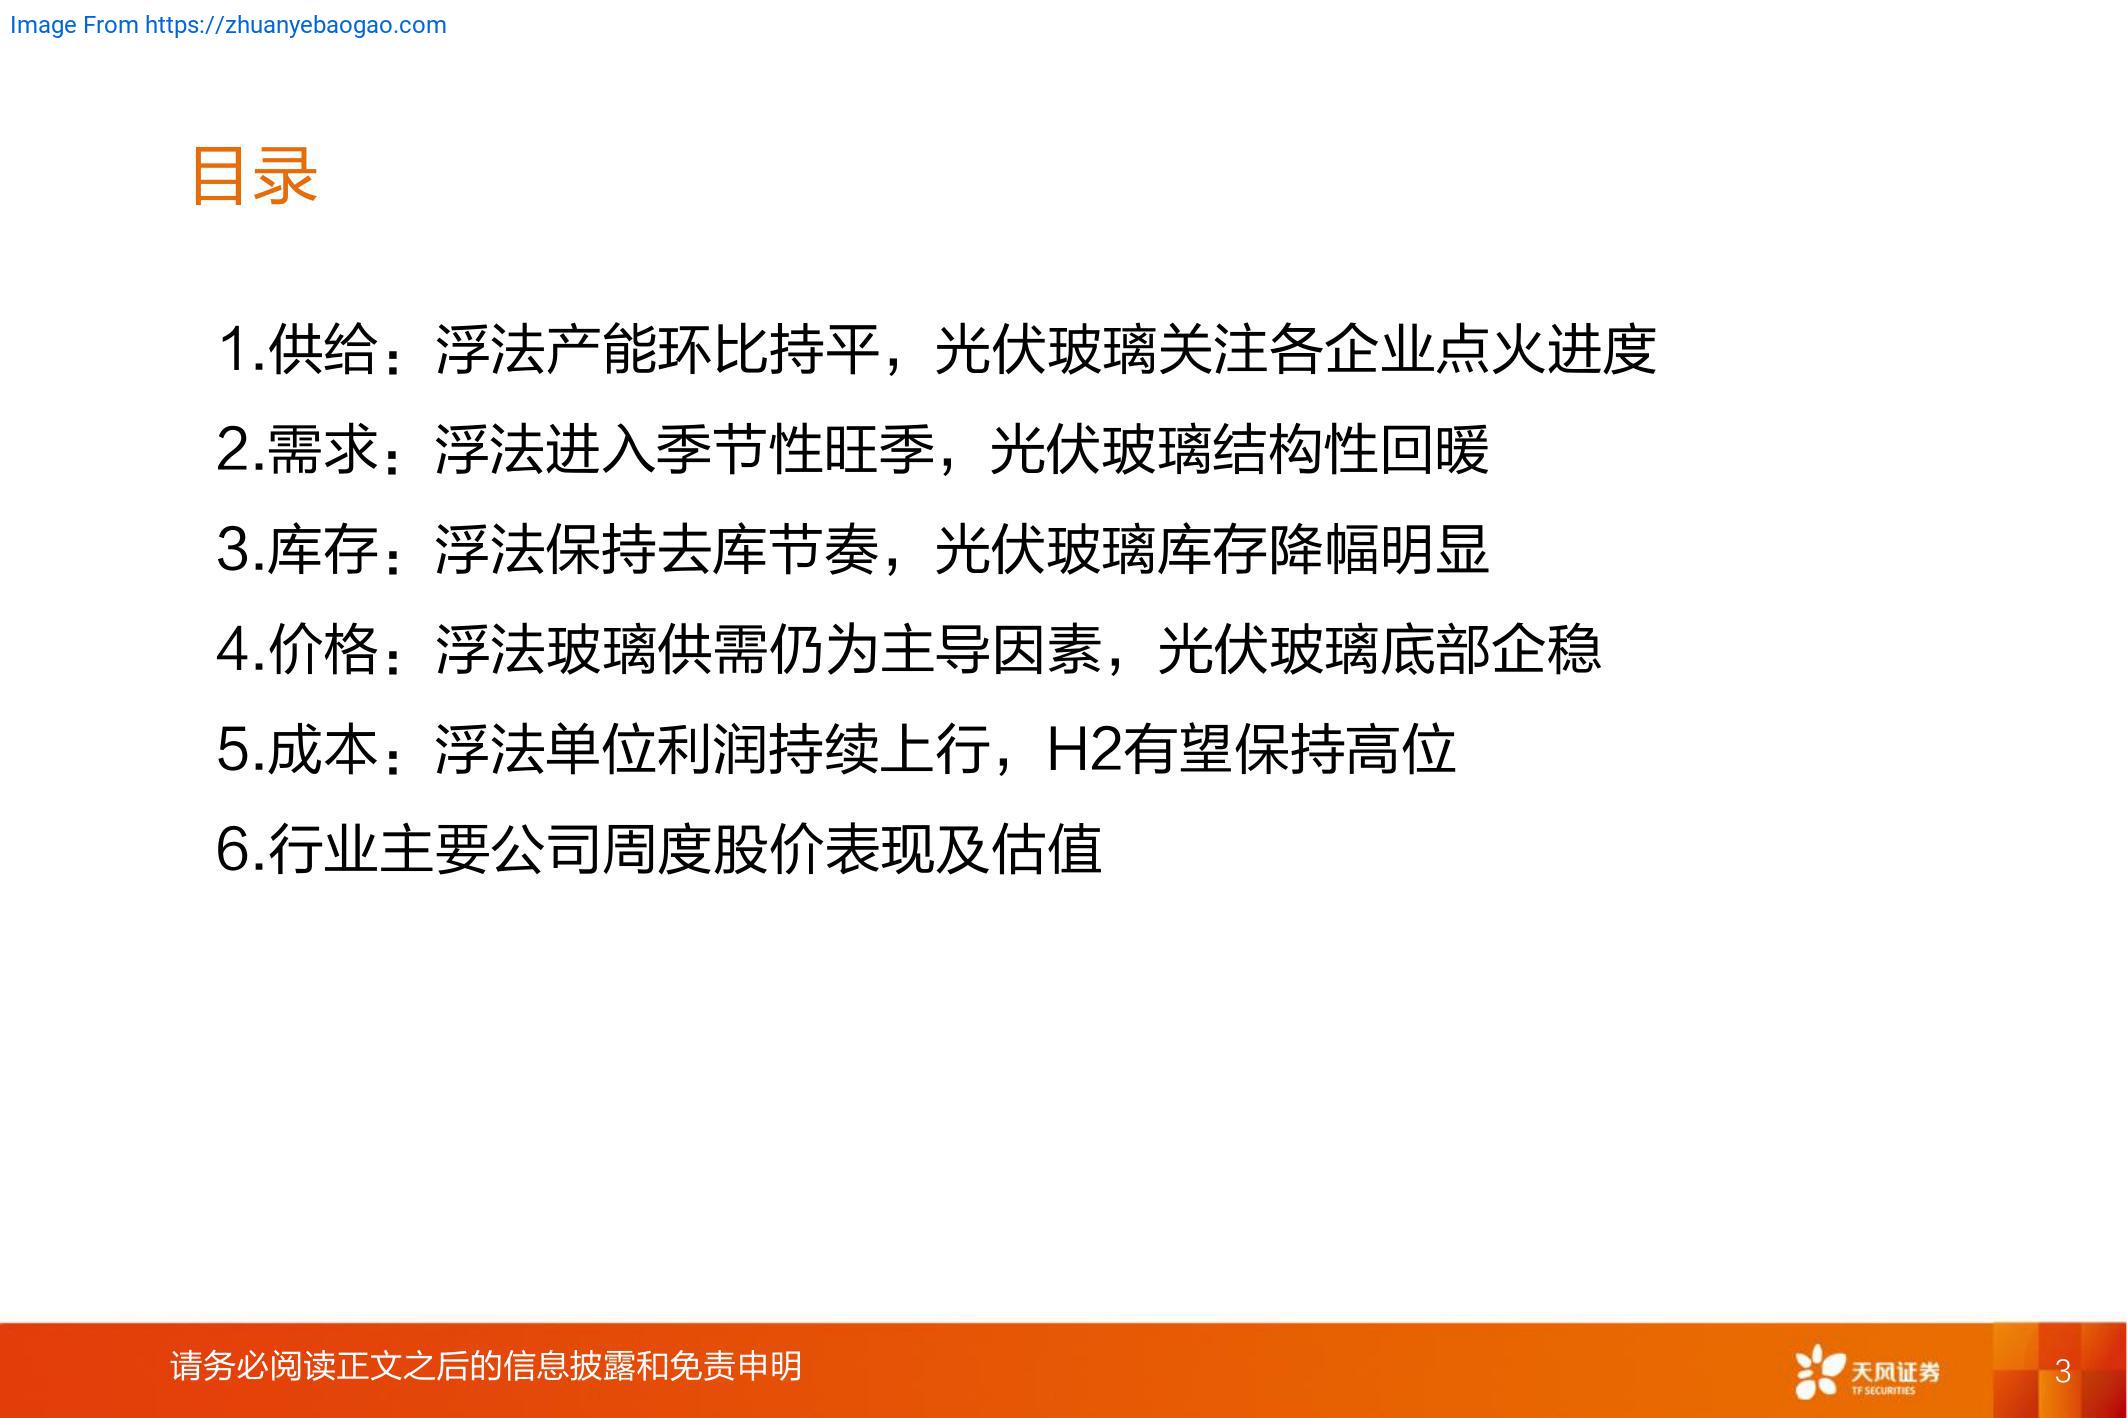 Image From https://zhuanyebaogao.com
目录
1.供给：浮法产能环比持平，光伏玻璃关注各企业点火进度
2.需求：浮法进入季节性旺季，光伏玻璃结构性回暖
3.库存：浮法保持去库节奏，光伏玻璃库存降幅明显
4.价格：浮法玻璃供需仍为主导因素，光伏玻璃底部企稳
5.成本：浮法单位利润持续上行，H2有望保持高位
6.行业主要公司周度股价表现及估值
请务必阅读正文之后的信息披露和免责申明
天风证券
TF SECURITIES
3